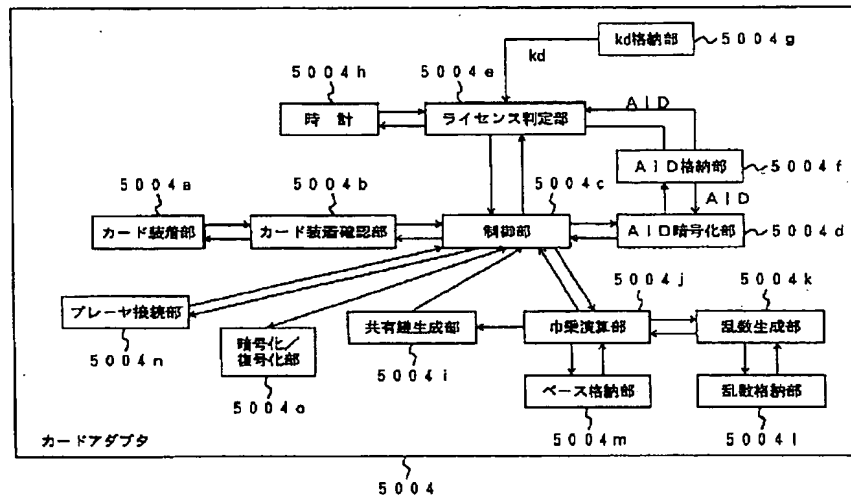 kd格納部
5004g
kd
5004h
5004e
AID
時計
ライセンス判定部
AID格納部
5004f
5004a
5004b
5004c
AID
カード装着部
カード装着確認部
制御部
AID暗号化部
5004d
5004j
5004k
プレーヤ接続部
5004n
暗号化/
復号化部
5004o
共有鍵生成部
5004i
巾乗演算部
乱数生成部
ベース格納部
5004m
乱数格納部
5004l
カードアダプタ
5004